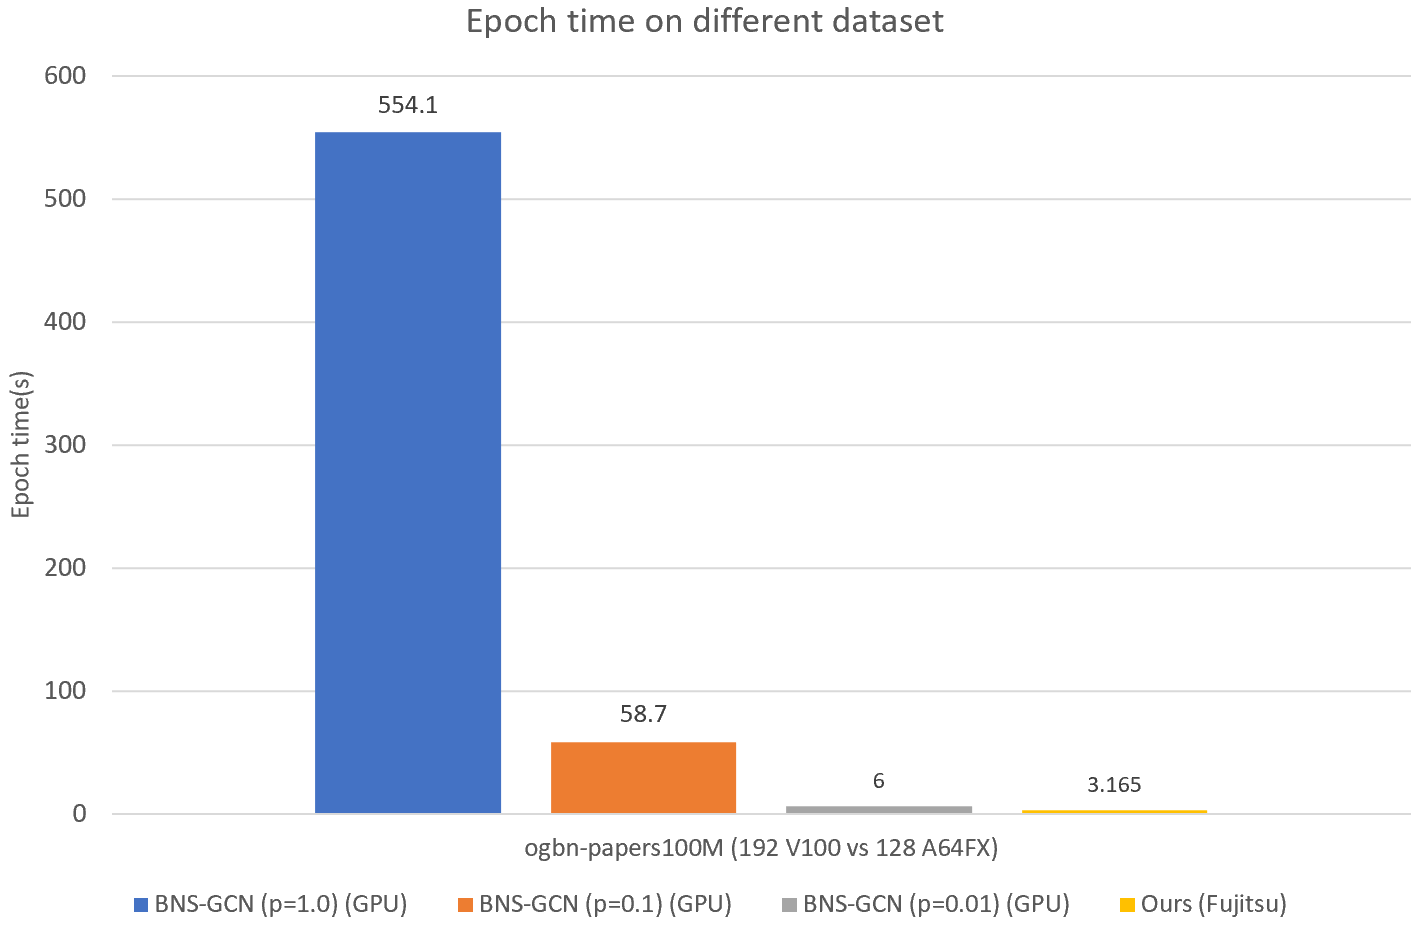 Epoch time on different dataset
600
500
400
300
200
100
0
Epoch time(s)
554.1
58.7
6
3.165
ogbn-papers100M (192 V100 vs 128 A64FX)
BNS-GCN (p=1.0) (GPU)
BNS-GCN (p=0.1) (GPU)
BNS-GCN (p=0.01) (GPU)
Ours (Fujitsu)